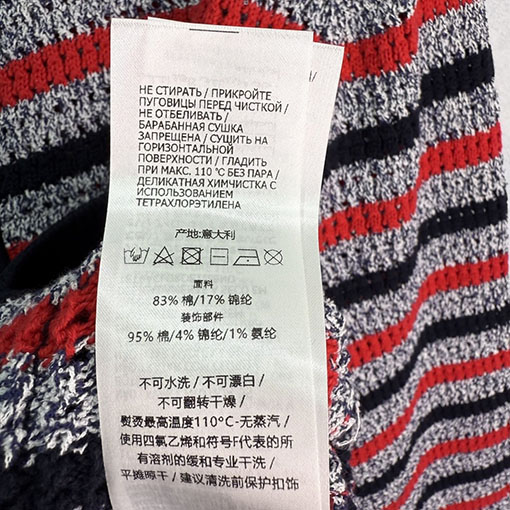 НЕ СТИРАТЬ / ПРИКРОЙТЕ
ПУГОВИЦЫ ПЕРЕД ЧИСТКОЙ /
НЕ ОТБЕЛИВАТЬ /
БАРАБАННАЯ СУШКА
ЗАПРЕЩЕНА / СУШИТЬ НА
ГОРИЗОНТАЛЬНОЙ
ПОВЕРХНОСТИ / ГЛАДИТЬ
ПРИ МАКС. 110 °C БЕЗ ПАРА /
ДЕЛИКАТНАЯ ХИМЧИСТКА С
ИСПОЛЬЗОВАНИЕМ
ТЕТРАХЛОРЭТИЛЕНА
产地:意大利
面料
83% 棉/17% 锦纶
装饰部件
95% 棉/4% 锦纶/1% 氨纶
不可水洗 / 不可漂白 /
不可翻转干燥 /
熨烫最高温度110°C-无蒸汽 /
使用四氯乙烯和符号F代表的所
有溶剂的缓和专业干洗 /
平摊晾干 / 建议清洗前保护扣饰